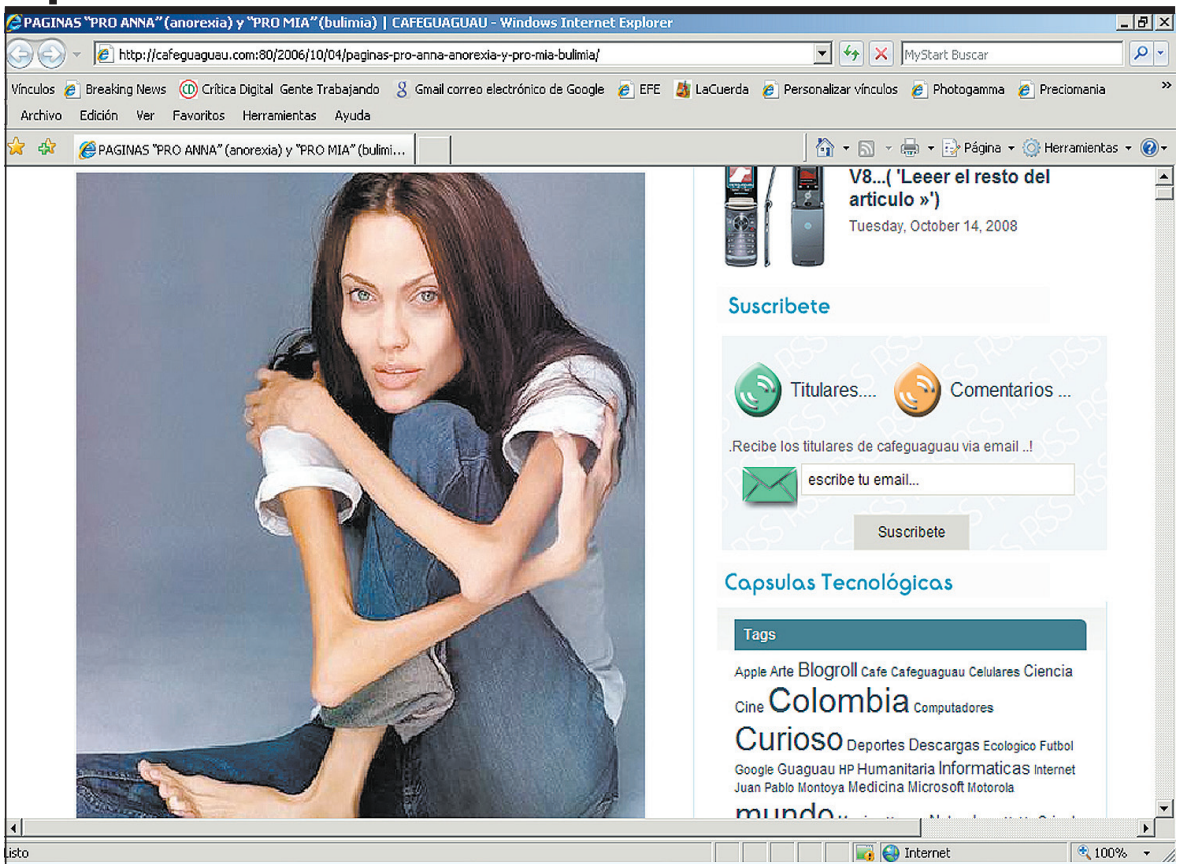 PAGINAS "PRO ANNA" (anorexia) y "PRO MIA" (bulimia) | CAFEGUAGUAU - Windows Internet Explorer
http://cafeguaguau.com:80/2006/10/04/paginas-pro-anna-anorexia-y-pro-mia-bulimia/
MyStart Buscar
Vínculos Breaking News Crítica Digital Gente Trabajando Gmail correo electrónico de Google EFE LaCuerda Personalizar vínculos Photogamma Preciomania »
Archivo Edición Ver Favoritos Herramientas Ayuda
PAGINAS "PRO ANNA" (anorexia) y "PRO MIA" (bulimi...
Página Herramientas
V8...( 'Leeer el resto del
articulo »')
Tuesday, October 14, 2008
Suscribete
Titulares.... Comentarios ...
.Recibe los titulares de cafeguaguau via email ..!
escribe tu email...
Suscribete
Capsulas Tecnológicas
Tags
Apple Arte Blogroll Cafe Cafeguaguau Celulares Ciencia
Cine Colombia Computadores
Curioso Deportes Descargas Ecologico Futbol
Google Guaguau HP Humanitaria Informaticas Internet
Juan Pablo Montoya Medicina Microsoft Motorola
mundo
Listo
Internet
100%